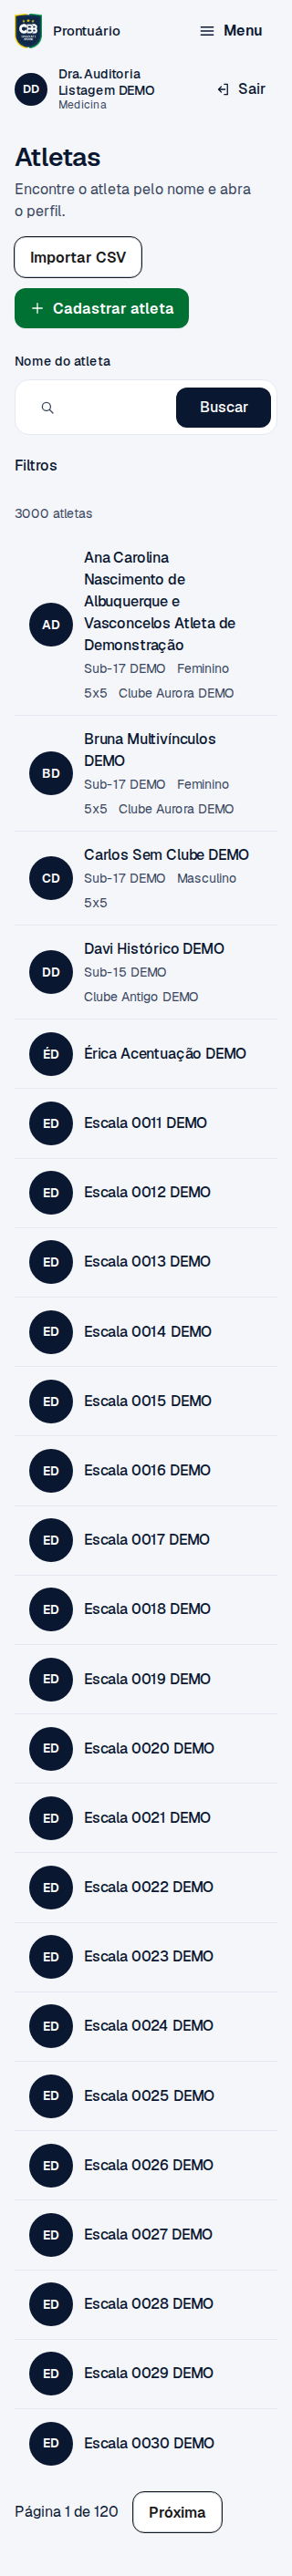 CBB
Prontuário
Menu
DD
Dra. Auditoria
Listagem DEMO
Medicina
Sair
Atletas
Encontre o atleta pelo nome e abra
o perfil.
Importar CSV
Cadastrar atleta
Nome do atleta
Buscar
Filtros
3000 atletas
AD
Ana Carolina
Nascimento de
Albuquerque e
Vasconcelos Atleta de
Demonstração
Sub-17 DEMO Feminino
5x5 Clube Aurora DEMO
BD
Bruna Multivínculos
DEMO
Sub-17 DEMO Feminino
5x5 Clube Aurora DEMO
CD
Carlos Sem Clube DEMO
Sub-17 DEMO Masculino
5x5
DD
Davi Histórico DEMO
Sub-15 DEMO
Clube Antigo DEMO
ÉD
Érica Acentuação DEMO
ED
Escala 0011 DEMO
ED
Escala 0012 DEMO
ED
Escala 0013 DEMO
ED
Escala 0014 DEMO
ED
Escala 0015 DEMO
ED
Escala 0016 DEMO
ED
Escala 0017 DEMO
ED
Escala 0018 DEMO
ED
Escala 0019 DEMO
ED
Escala 0020 DEMO
ED
Escala 0021 DEMO
ED
Escala 0022 DEMO
ED
Escala 0023 DEMO
ED
Escala 0024 DEMO
ED
Escala 0025 DEMO
ED
Escala 0026 DEMO
ED
Escala 0027 DEMO
ED
Escala 0028 DEMO
ED
Escala 0029 DEMO
ED
Escala 0030 DEMO
Página 1 de 120
Próxima